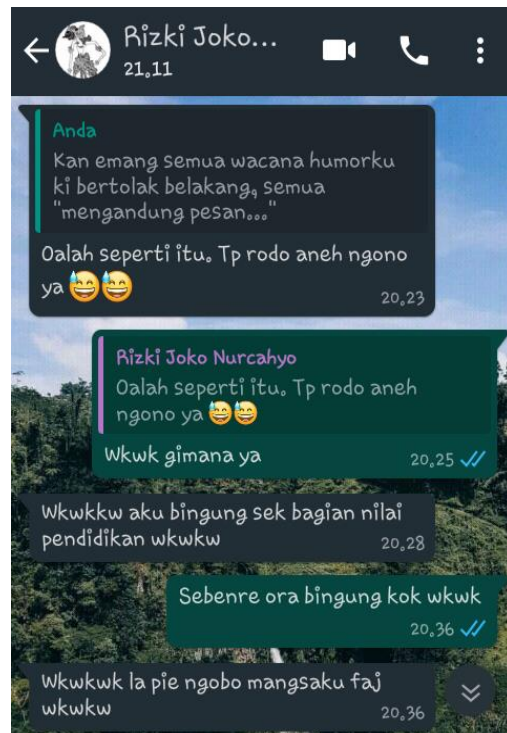 Rizki Joko...
21.11
Anda
Kan emang semua wacana humorku
ki bertolak belakang, semua
"mengandung pesan..."
Oalah seperti itu. Tp rodo aneh ngono
ya 😅😅
20.23
Rizki Joko Nurcahyo
Oalah seperti itu. Tp rodo aneh
ngono ya 😅😅
Wkwk gimana ya
20.25
Wkwkkw aku bingung sek bagian nilai
pendidikan wkwkw
20.28
Sebenre ora bingung kok wkwk
20.36
Wkwkwk la pie ngobo mangsaku faj
wkwkw
20.36